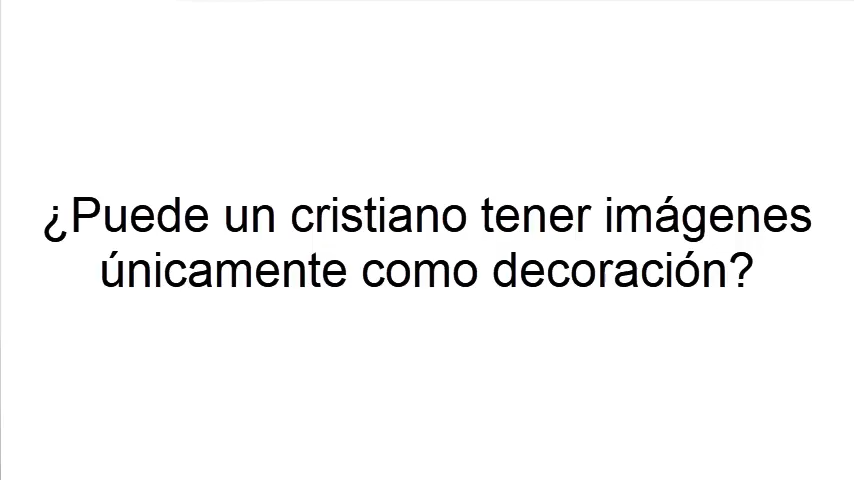 ¿Puede un cristiano tener imágenes
únicamente como decoración?